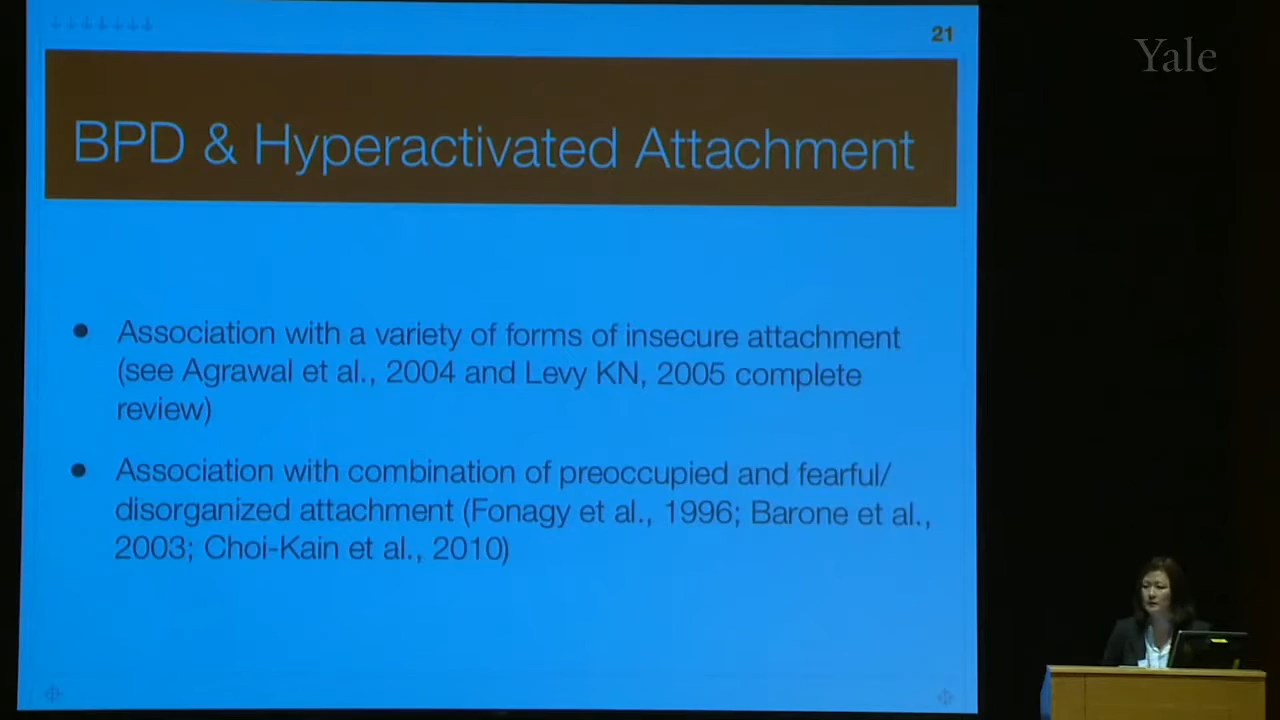 21
Yale
BPD & Hyperactivated Attachment
● Association with a variety of forms of insecure attachment
(see Agrawal et al., 2004 and Levy KN, 2005 complete
review)
● Association with combination of preoccupied and fearful/
disorganized attachment (Fonagy et al., 1996; Barone et al.,
2003; Choi-Kain et al., 2010)